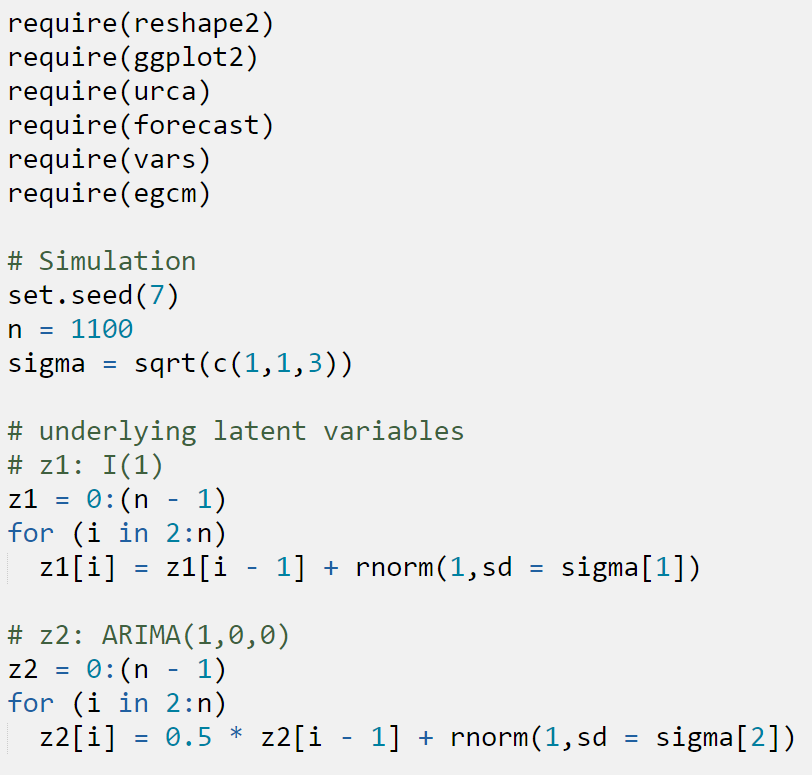 require(reshape2)
require(ggplot2)
require(urca)
require(forecast)
require(vars)
require(egcm)
# Simulation
set.seed(7)
n = 1100
sigma = sqrt(c(1,1,3))
# underlying latent variables
# z1: I(1)
z1 = 0:(n - 1)
for (i in 2:n)
  z1[i] = z1[i - 1] + rnorm(1,sd = sigma[1])
# z2: ARIMA(1,0,0)
z2 = 0:(n - 1)
for (i in 2:n)
  z2[i] = 0.5 * z2[i - 1] + rnorm(1,sd = sigma[2])